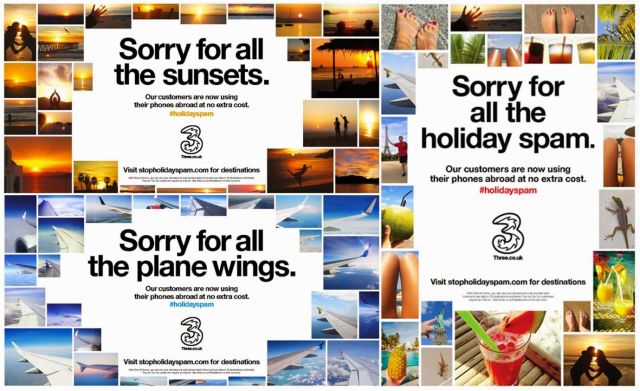 Sorry for all
the sunsets.
Our customers are now using
their phones abroad at no extra cost.
#holidayspam
3
Three.co.uk
Visit stopholidayspam.com for destinations
Sorry for all
the plane wings.
Our customers are now using
their phones abroad at no extra cost.
#holidayspam
3
Three.co.uk
Visit stopholidayspam.com for destinations
Sorry for
all the
holiday spam.
Our customers are now using
their phones abroad at no extra cost.
#holidayspam
3
Three.co.uk
Visit stopholidayspam.com for destinations